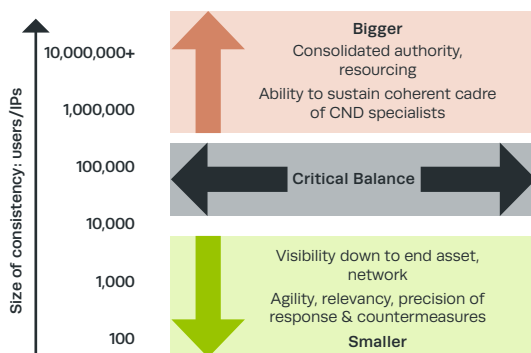 Size of consistency: users/IPs
10,000,000+
1,000,000
100,000
10,000
1,000
100
Bigger
Consolidated authority,
resourcing
Ability to sustain coherent cadre
of CND specialists
Critical Balance
Visibility down to end asset,
network
Agility, relevancy, precision of
response & countermeasures
Smaller